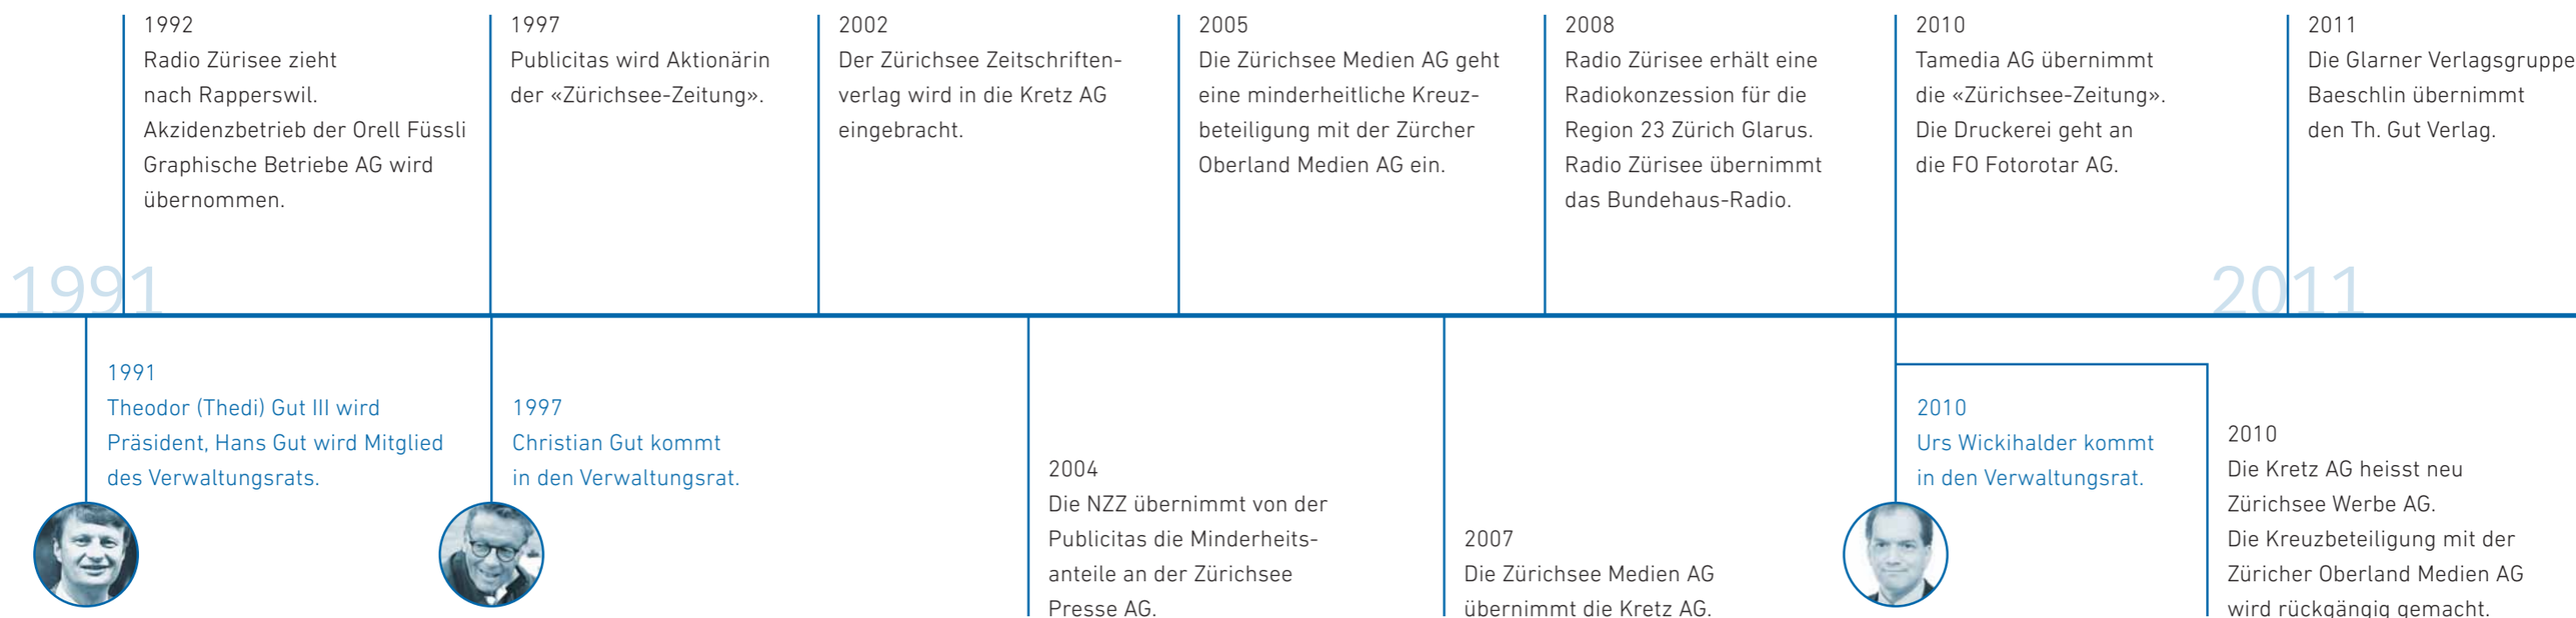 1992
Radio Zürisee zieht
nach Rapperswil.
Akzidenzbetrieb der Orell Füssli
Graphische Betriebe AG wird
übernommen.
1997
Publicitas wird Aktionärin
der «Zürichsee-Zeitung».
2002
Der Zürichsee Zeitschriften-
verlag wird in die Kretz AG
eingebracht.
2005
Die Zürichsee Medien AG geht
eine minderheitliche Kreuz-
beteiligung mit der Zürcher
Oberland Medien AG ein.
2008
Radio Zürisee erhält eine
Radiokonzession für die
Region 23 Zürich Glarus.
Radio Zürisee übernimmt
das Bundehaus-Radio.
2010
Tamedia AG übernimmt
die «Zürichsee-Zeitung».
Die Druckerei geht an
die FO Fotorotar AG.
2011
Die Glarner Verlagsgruppe
Baeschlin übernimmt
den Th. Gut Verlag.
1991
2011
1991
Theodor (Thedi) Gut III wird
Präsident, Hans Gut wird Mitglied
des Verwaltungsrats.
1997
Christian Gut kommt
in den Verwaltungsrat.
2004
Die NZZ übernimmt von der
Publicitas die Minderheits-
anteile an der Zürichsee
Presse AG.
2007
Die Zürichsee Medien AG
übernimmt die Kretz AG.
2010
Urs Wickihalder kommt
in den Verwaltungsrat.
2010
Die Kretz AG heisst neu
Zürichsee Werbe AG.
Die Kreuzbeteiligung mit der
Züricher Oberland Medien AG
wird rückgängig gemacht.